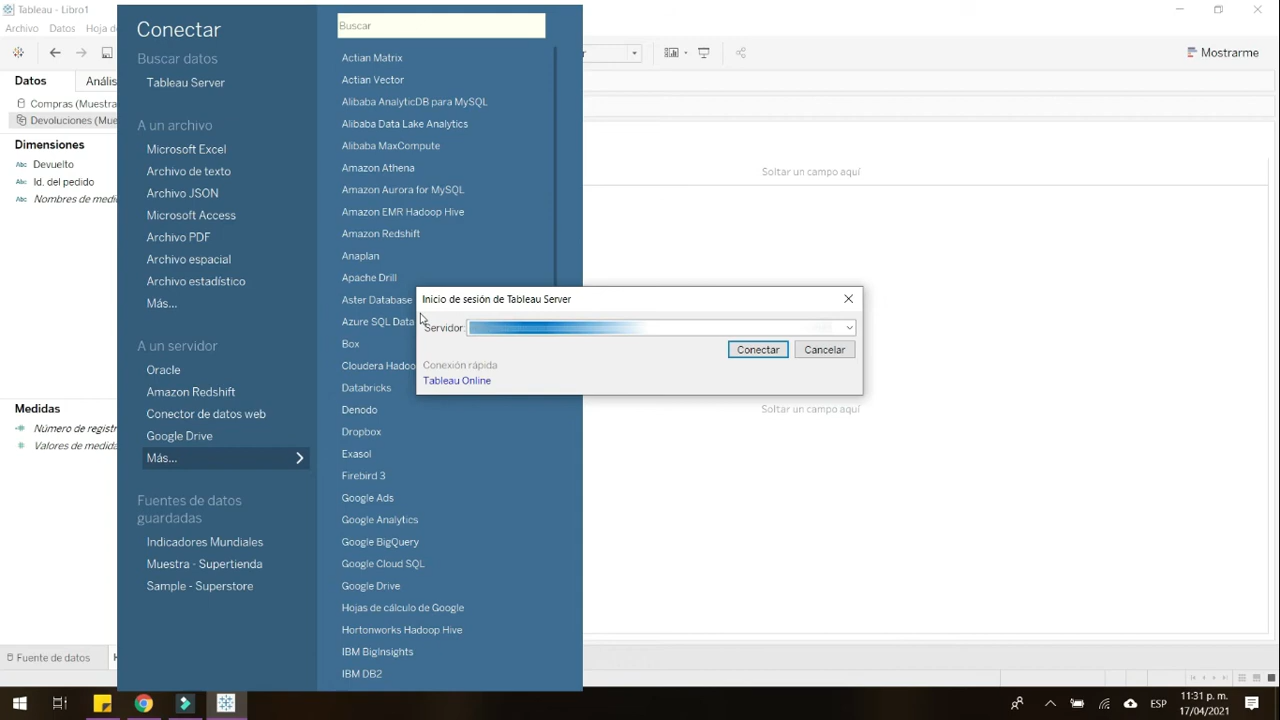 Tableau - Libro1
Archivo Datos Hoja de
Mostrarme
Datos
Compras (Muestra
Devoluciones (Mues
Dimensiones
Abc Devuelto
Abc Id. del pedido
Abc Nombres de medi
Medidas
Número de registr
Valores de medida
Fuente de datos
Conectar
Buscar datos
Tableau Server
A un archivo
Microsoft Excel
Archivo de texto
Archivo JSON
Microsoft Access
Archivo PDF
Archivo espacial
Archivo estadístico
Más...
A un servidor
Oracle
Amazon Redshift
Conector de datos web
Google Drive
Más...
Fuentes de datos
guardadas
Indicadores Mundiales
Muestra - Supertienda
Sample - Superstore
Buscar
Actian Matrix
Actian Vector
Alibaba AnalyticDB para MySQL
Alibaba Data Lake Analytics
Alibaba MaxCompute
Amazon Athena
Amazon Aurora for MySQL
Amazon EMR Hadoop Hive
Amazon Redshift
Anaplan
Apache Drill
Aster Database
Azure SQL Data
Box
Cloudera Hadoo
Databricks
Denodo
Dropbox
Exasol
Firebird 3
Google Ads
Google Analytics
Google BigQuery
Google Cloud SQL
Google Drive
Hojas de cálculo de Google
Hortonworks Hadoop Hive
IBM BigInsights
IBM DB2
Inicio de sesión de Tableau Server
Servidor:
Conectar Cancelar
Conexión rápida
Tableau Online
Soltar un campo aquí
Soltar un campo aquí
ESP
11:31 p. m.
17/04/2021